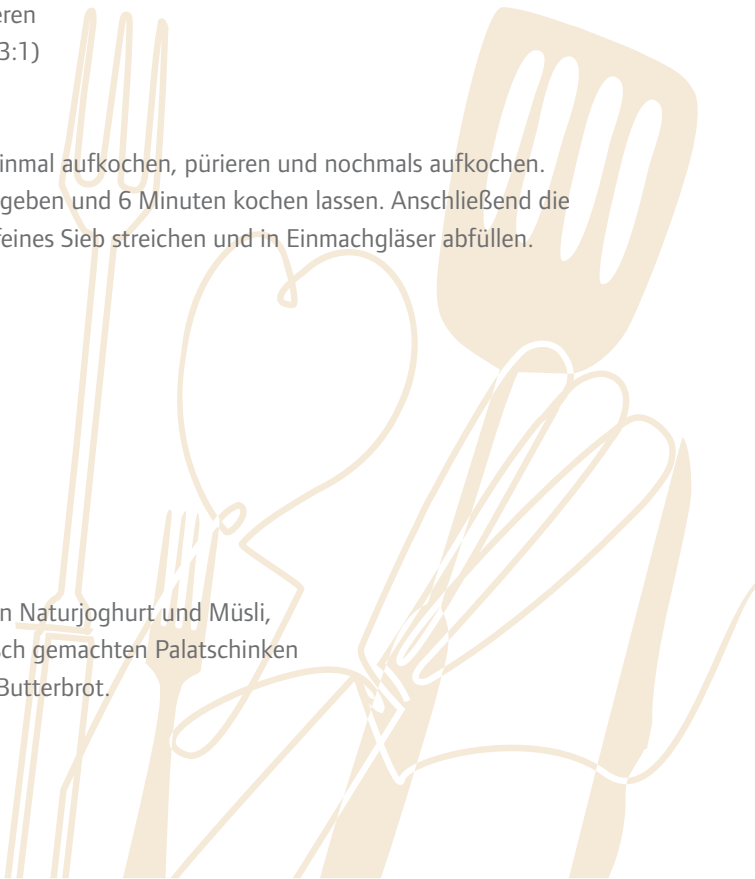 eren
3:1)
inmal aufkochen, pürieren und nochmals aufkochen.
geben und 6 Minuten kochen lassen. Anschließend die
feines Sieb streichen und in Einmachgläser abfüllen.
n Naturjoghurt und Müsli,
sch gemachten Palatschinken
Butterbrot.